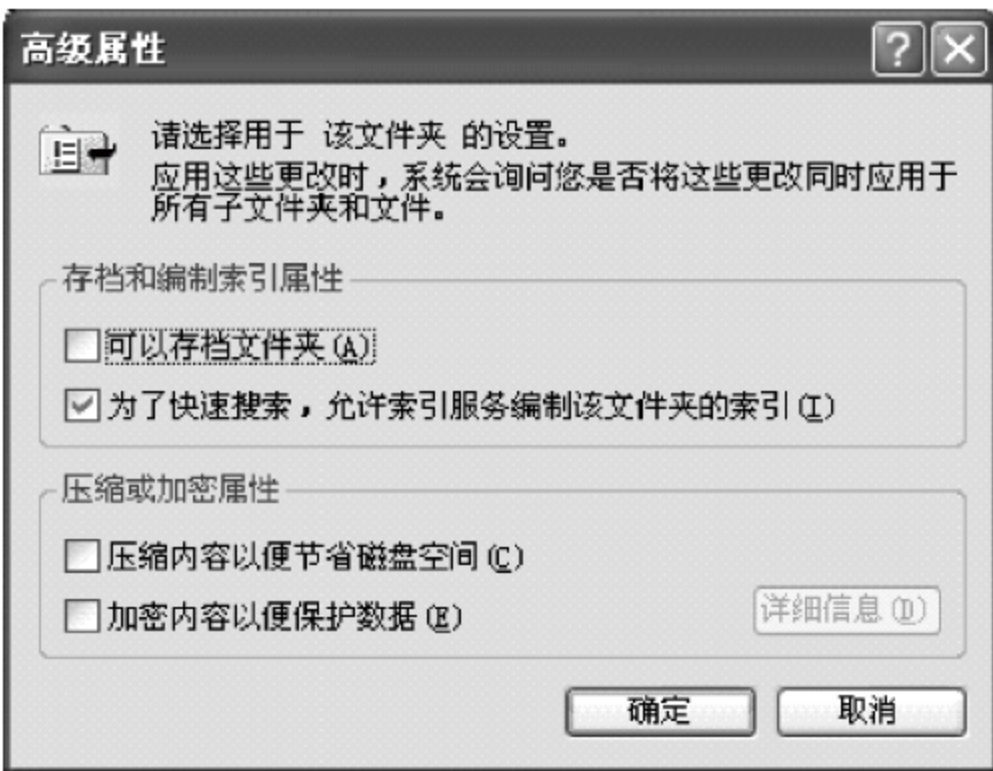 高级属性
请选择用于 该文件夹 的设置。
应用这些更改时，系统会询问您是否将这些更改同时应用于
所有子文件夹和文件。
存档和编制索引属性
可以存档文件夹(A)
为了快速搜索，允许索引服务编制该文件夹的索引(I)
压缩或加密属性
压缩内容以便节省磁盘空间(C)
加密内容以便保护数据(E)
详细信息(D)
确定
取消